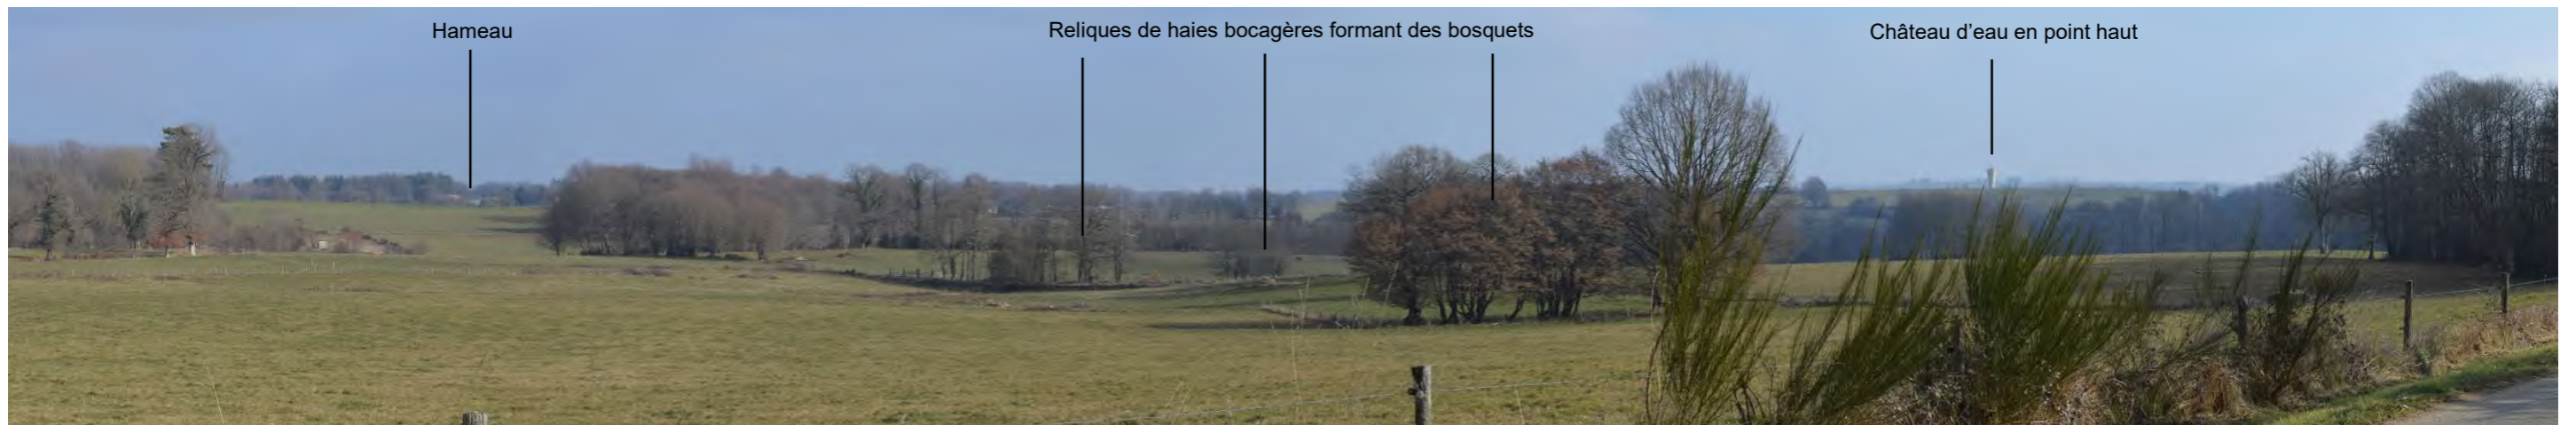 Hameau
Reliques de haies bocagères formant des bosquets
Château d’eau en point haut